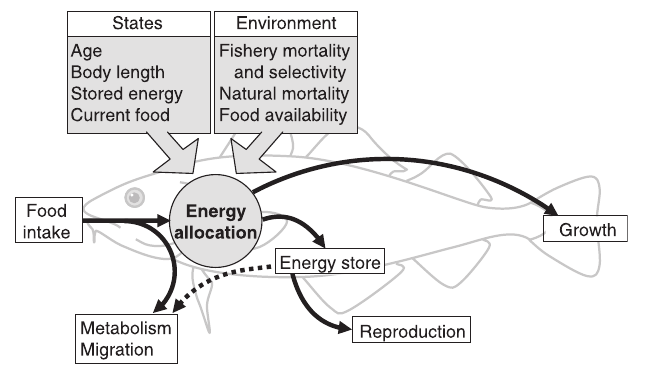 States
Age
Body length
Stored energy
Current food
Environment
Fishery mortality
and selectivity
Natural mortality
Food availability
Food
intake
Energy
allocation
Growth
Energy store
Metabolism
Migration
Reproduction